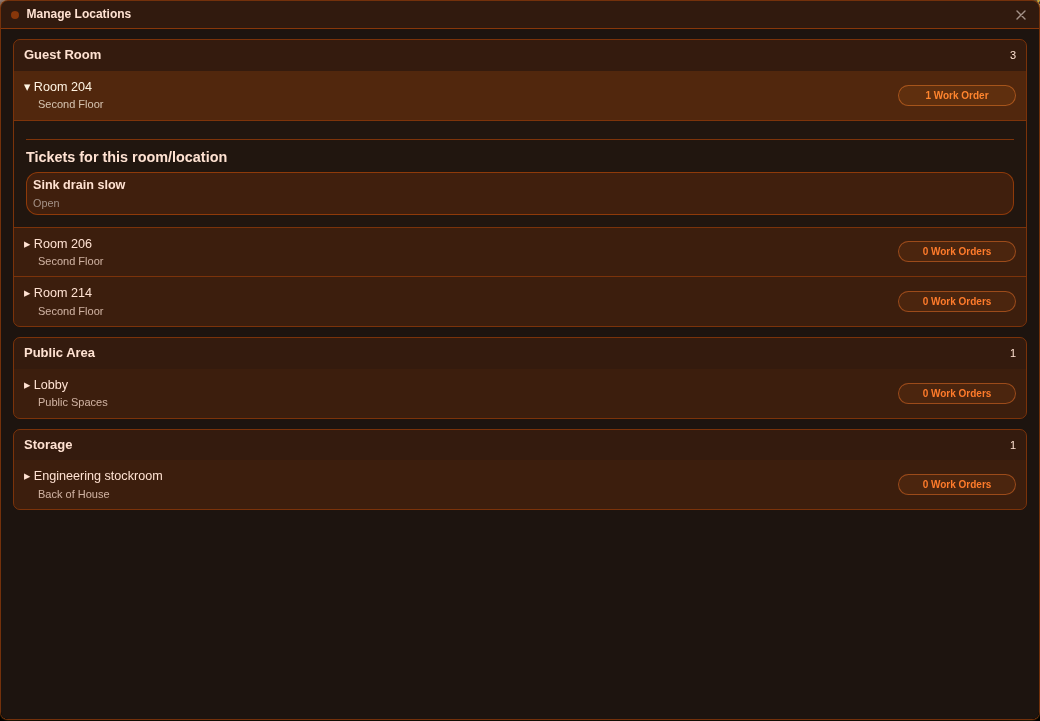 Manage Locations
Guest Room 3
▾ Room 204
Second Floor
1 Work Order
Tickets for this room/location
Sink drain slow
Open
▸ Room 206
Second Floor
0 Work Orders
▸ Room 214
Second Floor
0 Work Orders
Public Area 1
▸ Lobby
Public Spaces
0 Work Orders
Storage 1
▸ Engineering stockroom
Back of House
0 Work Orders